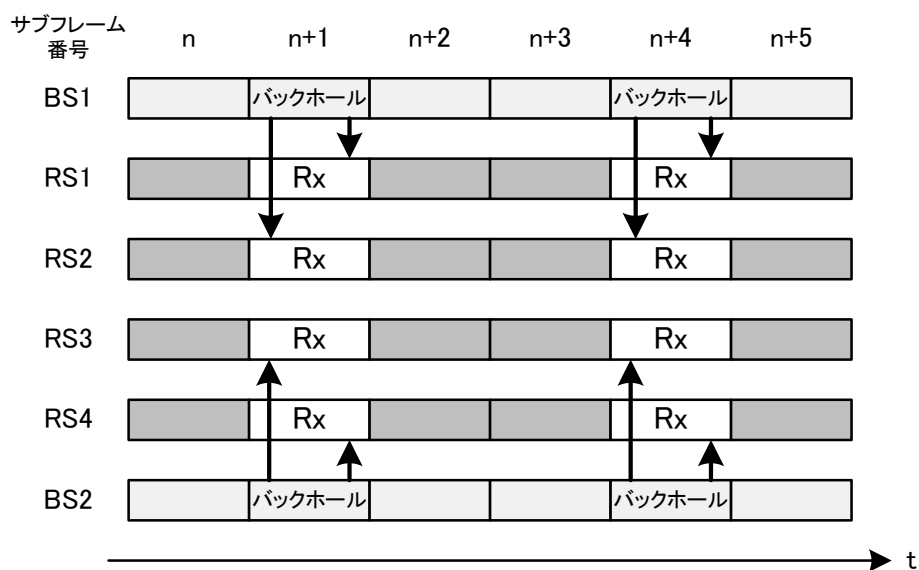 サブフレーム
番号
n n+1 n+2 n+3 n+4 n+5
BS1 バックホール バックホール
RS1 Rx Rx
RS2 Rx Rx
RS3 Rx Rx
RS4 Rx Rx
BS2 バックホール バックホール
t